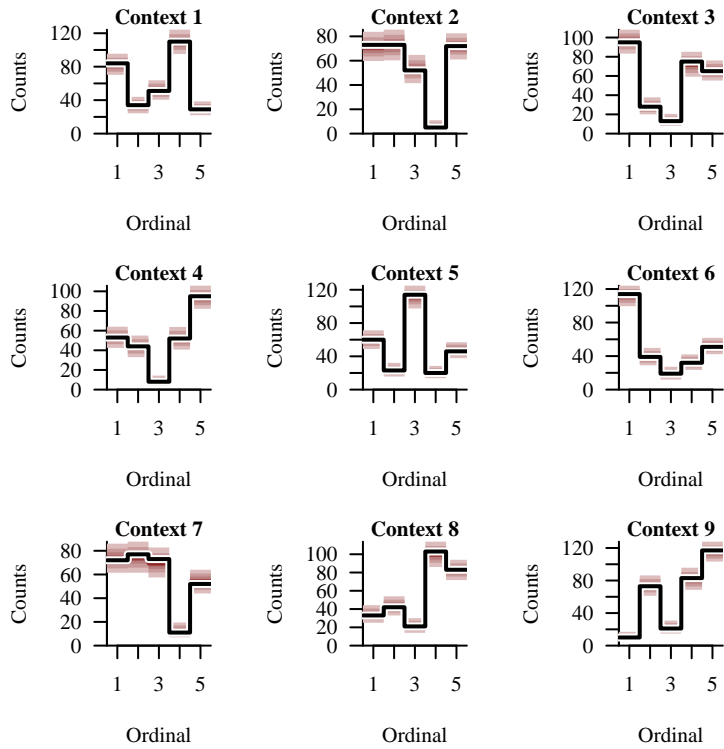 Context 1
Counts
0
40
80
120
1
3
5
Ordinal
Context 2
Counts
0
20
40
60
80
1
3
5
Ordinal
Context 3
Counts
0
20
40
60
80
100
1
3
5
Ordinal
Context 4
Counts
0
20
40
60
80
100
1
3
5
Ordinal
Context 5
Counts
0
40
80
120
1
3
5
Ordinal
Context 6
Counts
0
40
80
120
1
3
5
Ordinal
Context 7
Counts
0
20
40
60
80
1
3
5
Ordinal
Context 8
Counts
0
20
40
60
80
100
1
3
5
Ordinal
Context 9
Counts
0
40
80
120
1
3
5
Ordinal